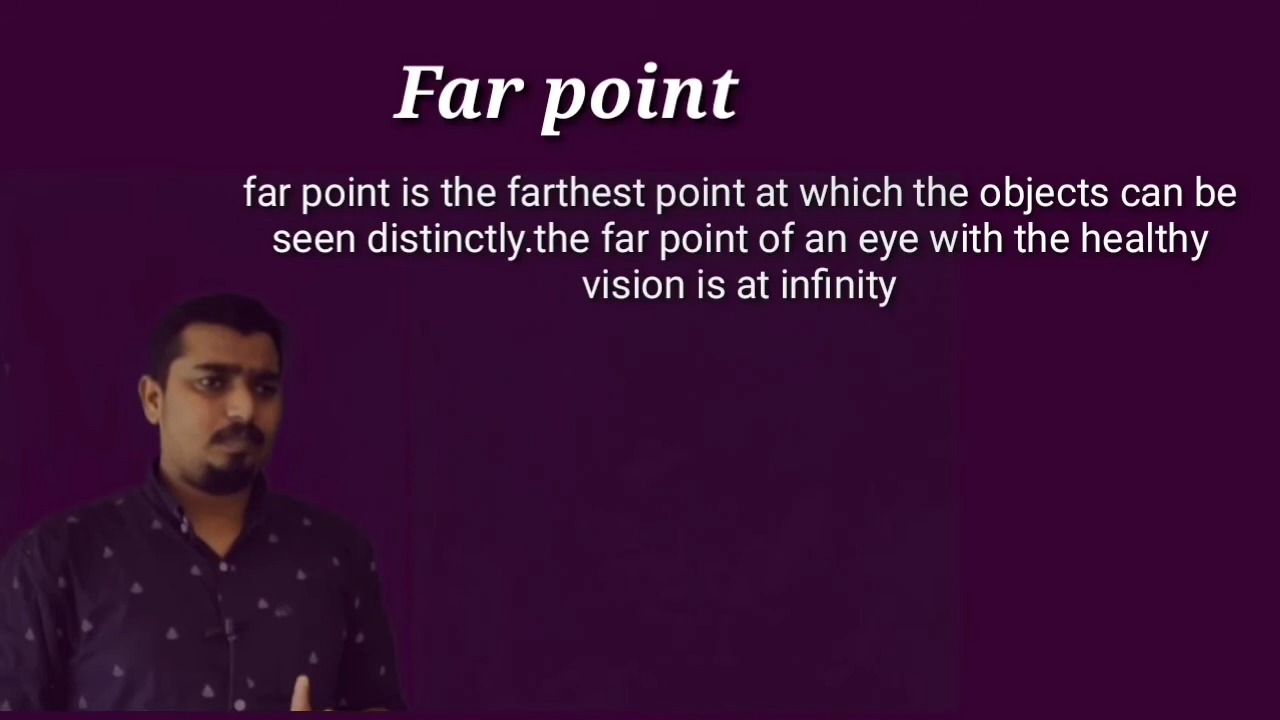 Far point
far point is the farthest point at which the objects can be
seen distinctly.the far point of an eye with the healthy
vision is at infinity